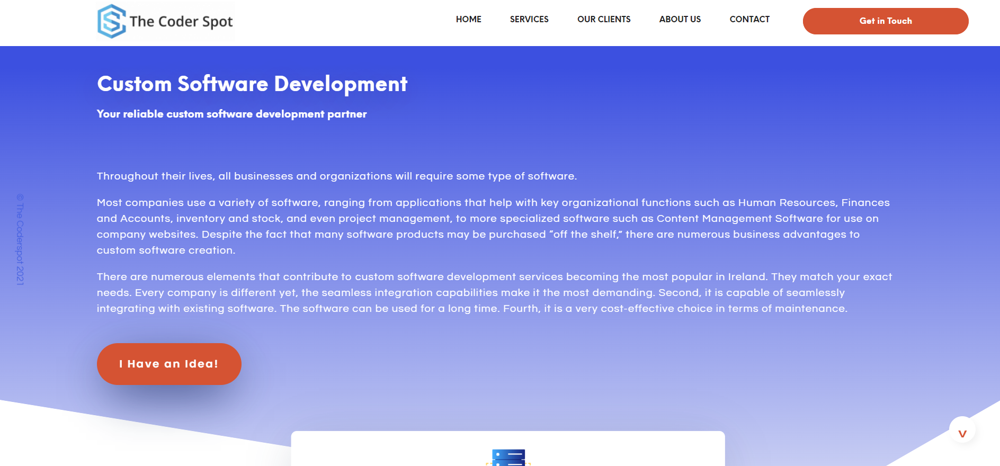 The Coder Spot
HOME
SERVICES
OUR CLIENTS
ABOUT US
CONTACT
Get in Touch
Custom Software Development
Your reliable custom software development partner
Throughout their lives, all businesses and organizations will require some type of software.
Most companies use a variety of software, ranging from applications that help with key organizational functions such as Human Resources, Finances
and Accounts, inventory and stock, and even project management, to more specialized software such as Content Management Software for use on
company websites. Despite the fact that many software products may be purchased “off the shelf,” there are numerous business advantages to
custom software creation.
There are numerous elements that contribute to custom software development services becoming the most popular in Ireland. They match your exact
needs. Every company is different yet, the seamless integration capabilities make it the most demanding. Second, it is capable of seamlessly
integrating with existing software. The software can be used for a long time. Fourth, it is a very cost-effective choice in terms of maintenance.
© The Coderspot 2021
I Have an Idea!
V